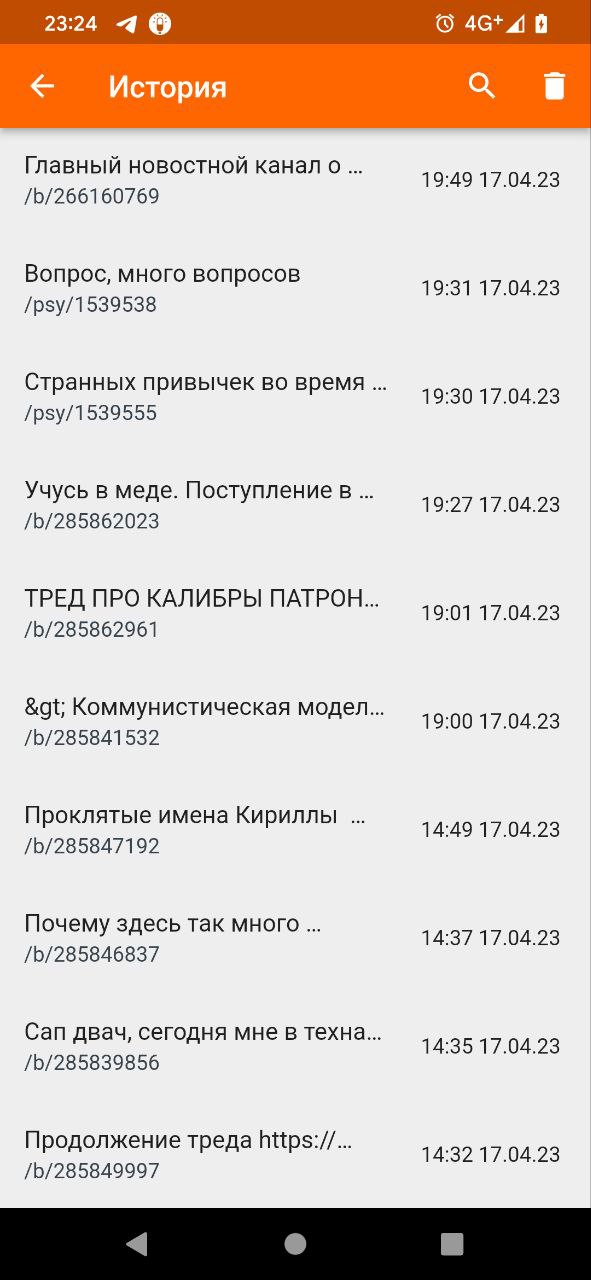 23:24
4G+
История
Главный новостной канал о ...
/b/266160769
19:49 17.04.23
Вопрос, много вопросов
/psy/1539538
19:31 17.04.23
Странных привычек во время ...
/psy/1539555
19:30 17.04.23
Учусь в меде. Поступление в ...
/b/285862023
19:27 17.04.23
ТРЕД ПРО КАЛИБРЫ ПАТРОН...
/b/285862961
19:01 17.04.23
&gt; Коммунистическая модел...
/b/285841532
19:00 17.04.23
Проклятые имена Кириллы  ...
/b/285847192
14:49 17.04.23
Почему здесь так много ...
/b/285846837
14:37 17.04.23
Сап двач, сегодня мне в техна...
/b/285839856
14:35 17.04.23
Продолжение треда https://...
/b/285849997
14:32 17.04.23